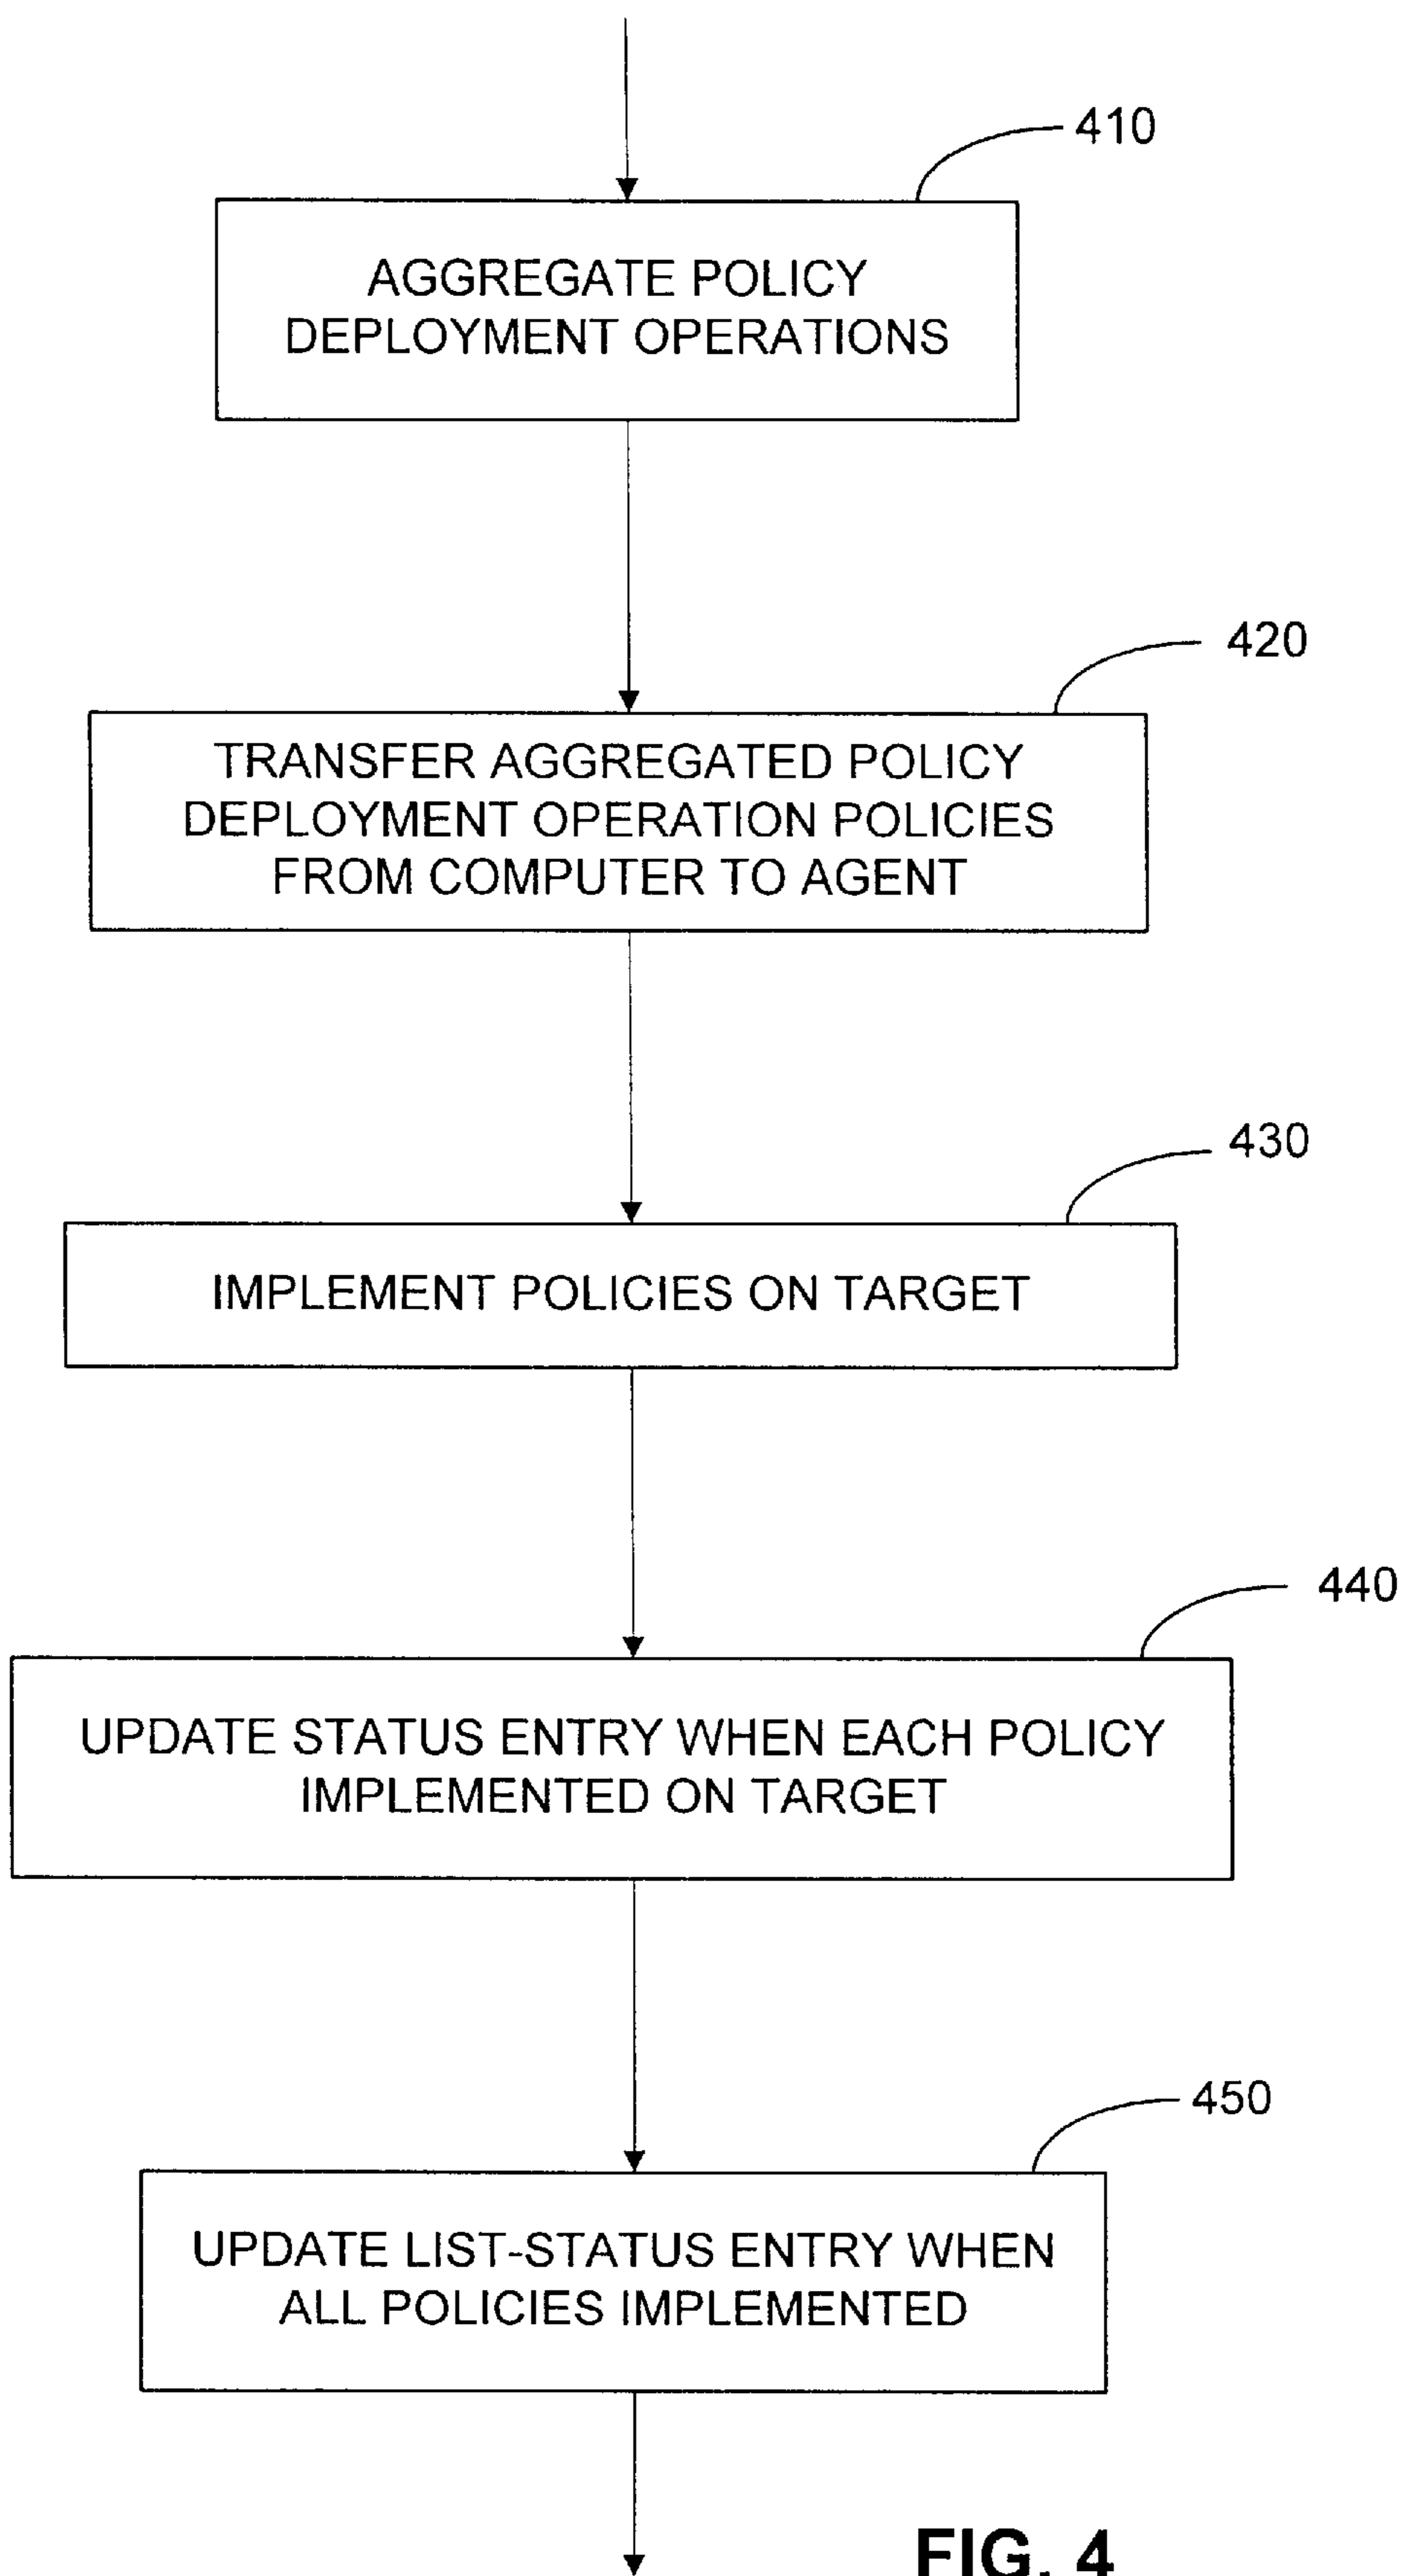 410
AGGREGATE POLICY
DEPLOYMENT OPERATIONS
420
TRANSFER AGGREGATED POLICY
DEPLOYMENT OPERATION POLICIES
FROM COMPUTER TO AGENT
430
IMPLEMENT POLICIES ON TARGET
440
UPDATE STATUS ENTRY WHEN EACH POLICY
IMPLEMENTED ON TARGET
450
UPDATE LIST-STATUS ENTRY WHEN
ALL POLICIES IMPLEMENTED
FIG. 4